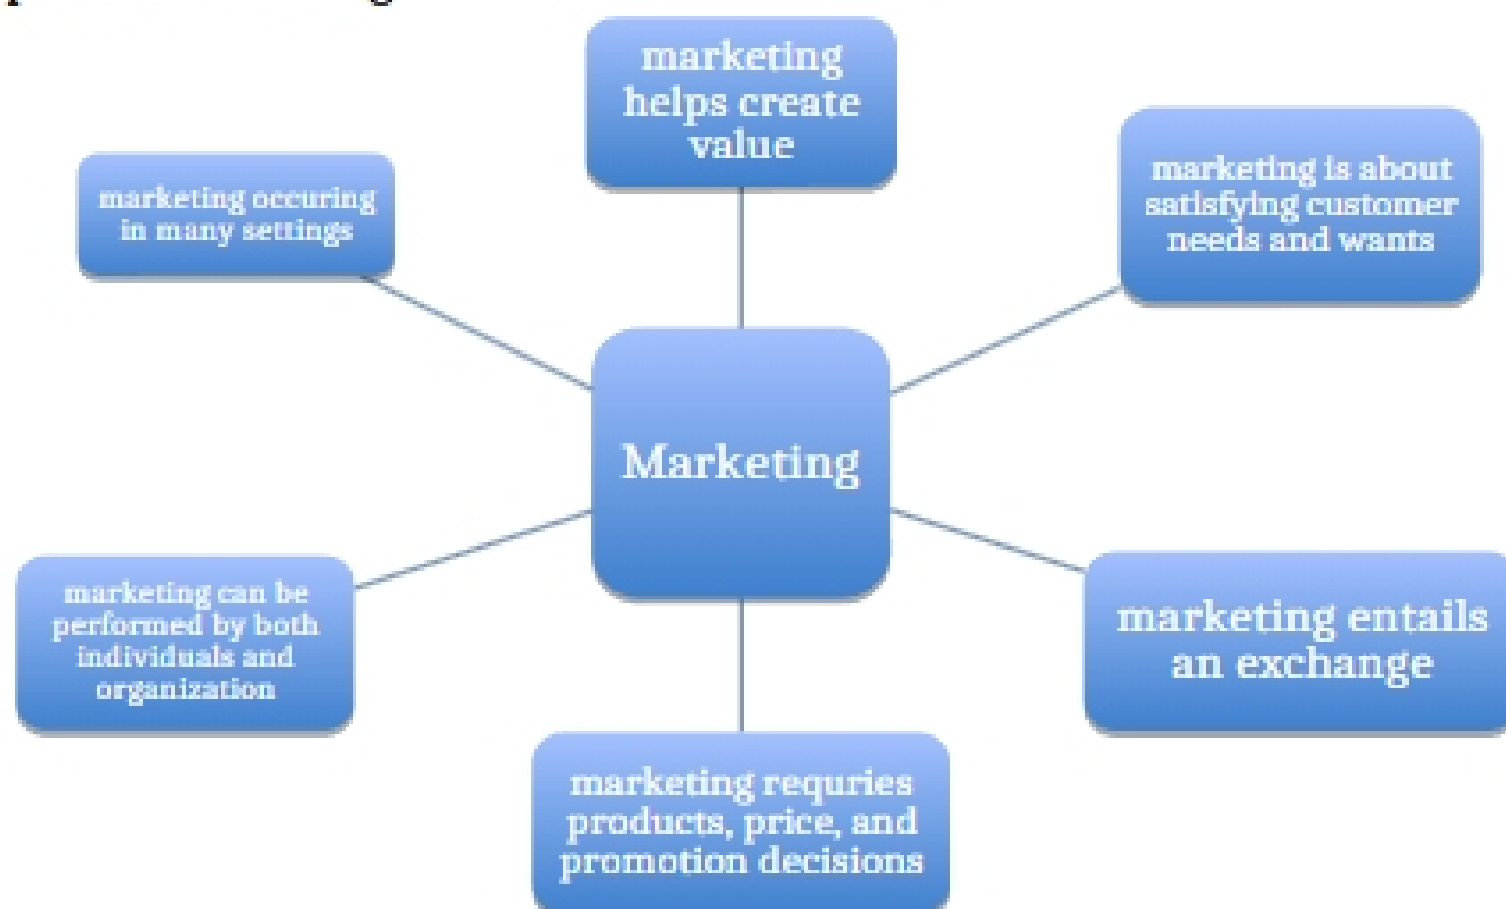 marketing
helps create
value
marketing is about
satisfying customer
needs and wants
marketing occuring
in many settings
Marketing
marketing can be
performed by both
individuals and
organization
marketing entails
an exchange
marketing requries
products, price, and
promotion decisions